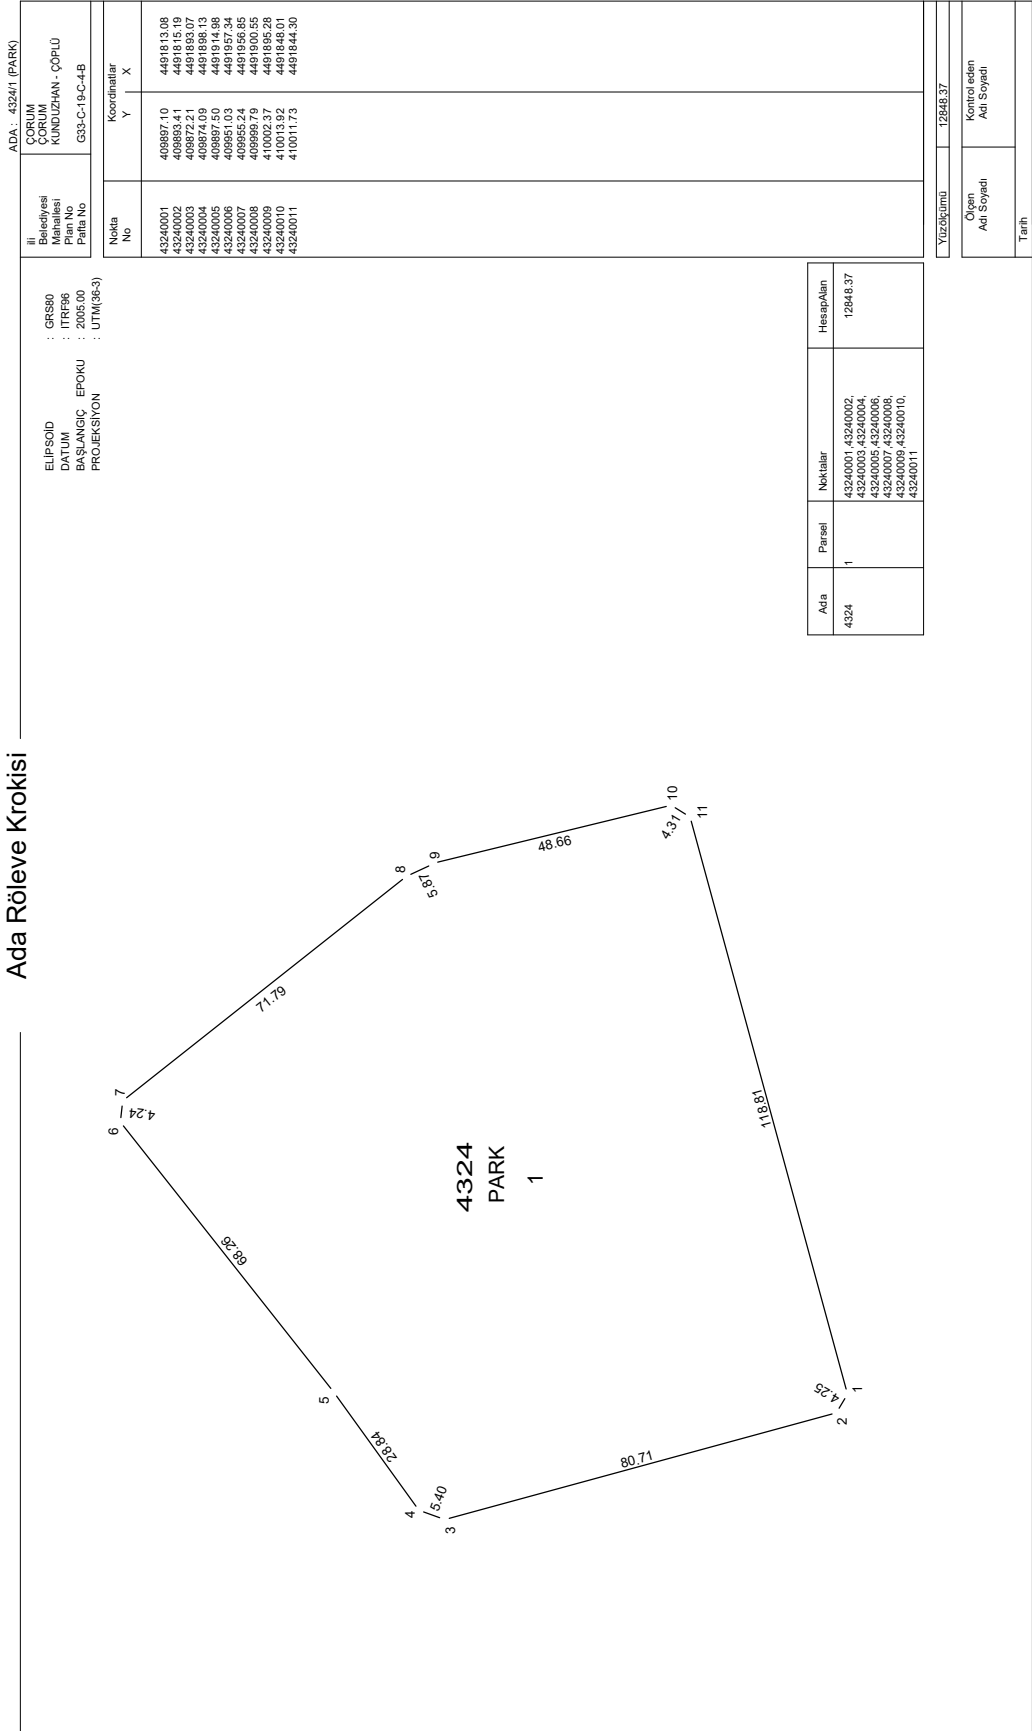 Ada Röleve Krokisi
ADA : 4324/1 (PARK)
İli ÇORUM
Belediyesi ÇORUM
Mahallesi KUNDUZHAN - ÇÖPLÜ
Plan No
Pafta No G33-C-19-C-4-B
ELİPSOİD : GRS80
DATUM : ITRF96
BAŞLANGIÇ EPOKU : 2005.00
PROJEKSİYON : UTM(36-3)
Nokta No Koordinatlar
Y X
43240001 409897.10 4491813.08
43240002 409893.41 4491815.19
43240003 409872.21 4491893.07
43240004 409874.09 4491898.13
43240005 409897.50 4491914.98
43240006 409951.03 4491957.34
43240007 409955.24 4491956.85
43240008 409999.79 4491900.55
43240009 410002.37 4491895.28
43240010 410013.92 4491848.01
43240011 410011.73 4491844.30
6
7
4.24
71.79
68.26
8
5.87
9
5
28.84
4
5.40
3
4324
PARK
1
48.66
10
4.31
11
80.71
118.81
4.25
2
1
Ada Parsel Noktalar HesapAlan
4324 1 43240001,43240002, 12848.37
43240003,43240004,
43240005,43240006,
43240007,43240008,
43240009,43240010,
43240011
Yüzölçümü 12848.37
Ölçen Kontrol eden
Adı Soyadı Adı Soyadı
Tarih